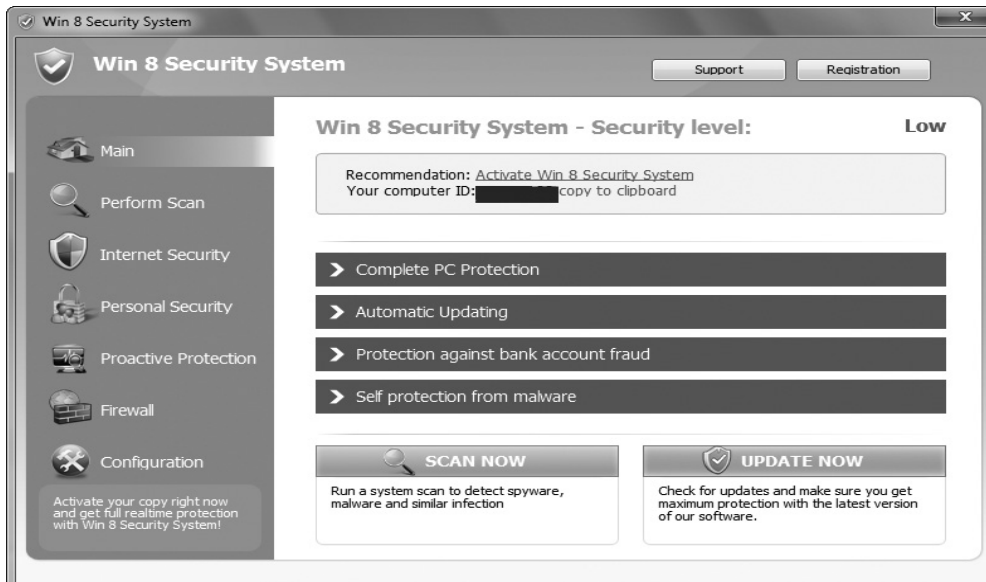 Win 8 Security System
Win 8 Security System
Support
Registration
Main
Perform Scan
Internet Security
Personal Security
Proactive Protection
Firewall
Configuration
Activate your copy right now
and get full realtime protection
with Win 8 Security System!
Win 8 Security System - Security level:
Low
Recommendation: Activate Win 8 Security System
Your computer ID: copy to clipboard
Complete PC Protection
Automatic Updating
Protection against bank account fraud
Self protection from malware
SCAN NOW
Run a system scan to detect spyware,
malware and similar infection
UPDATE NOW
Check for updates and make sure you get
maximum protection with the latest version
of our software.